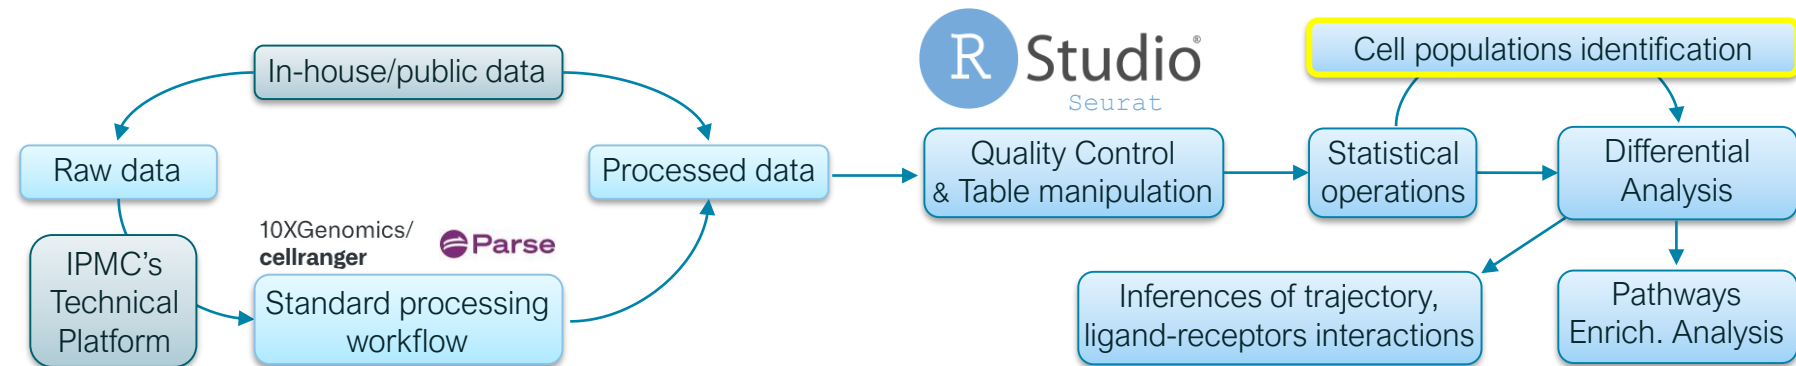 In-house/public data
Raw data
IPMC's
Technical
Platform
10XGenomics/
cellranger
Parse
Standard processing
workflow
Processed data
R Studio®
Seurat
Quality Control
& Table manipulation
Statistical
operations
Cell populations identification
Differential
Analysis
Inferences of trajectory,
ligand-receptors interactions
Pathways
Enrich. Analysis